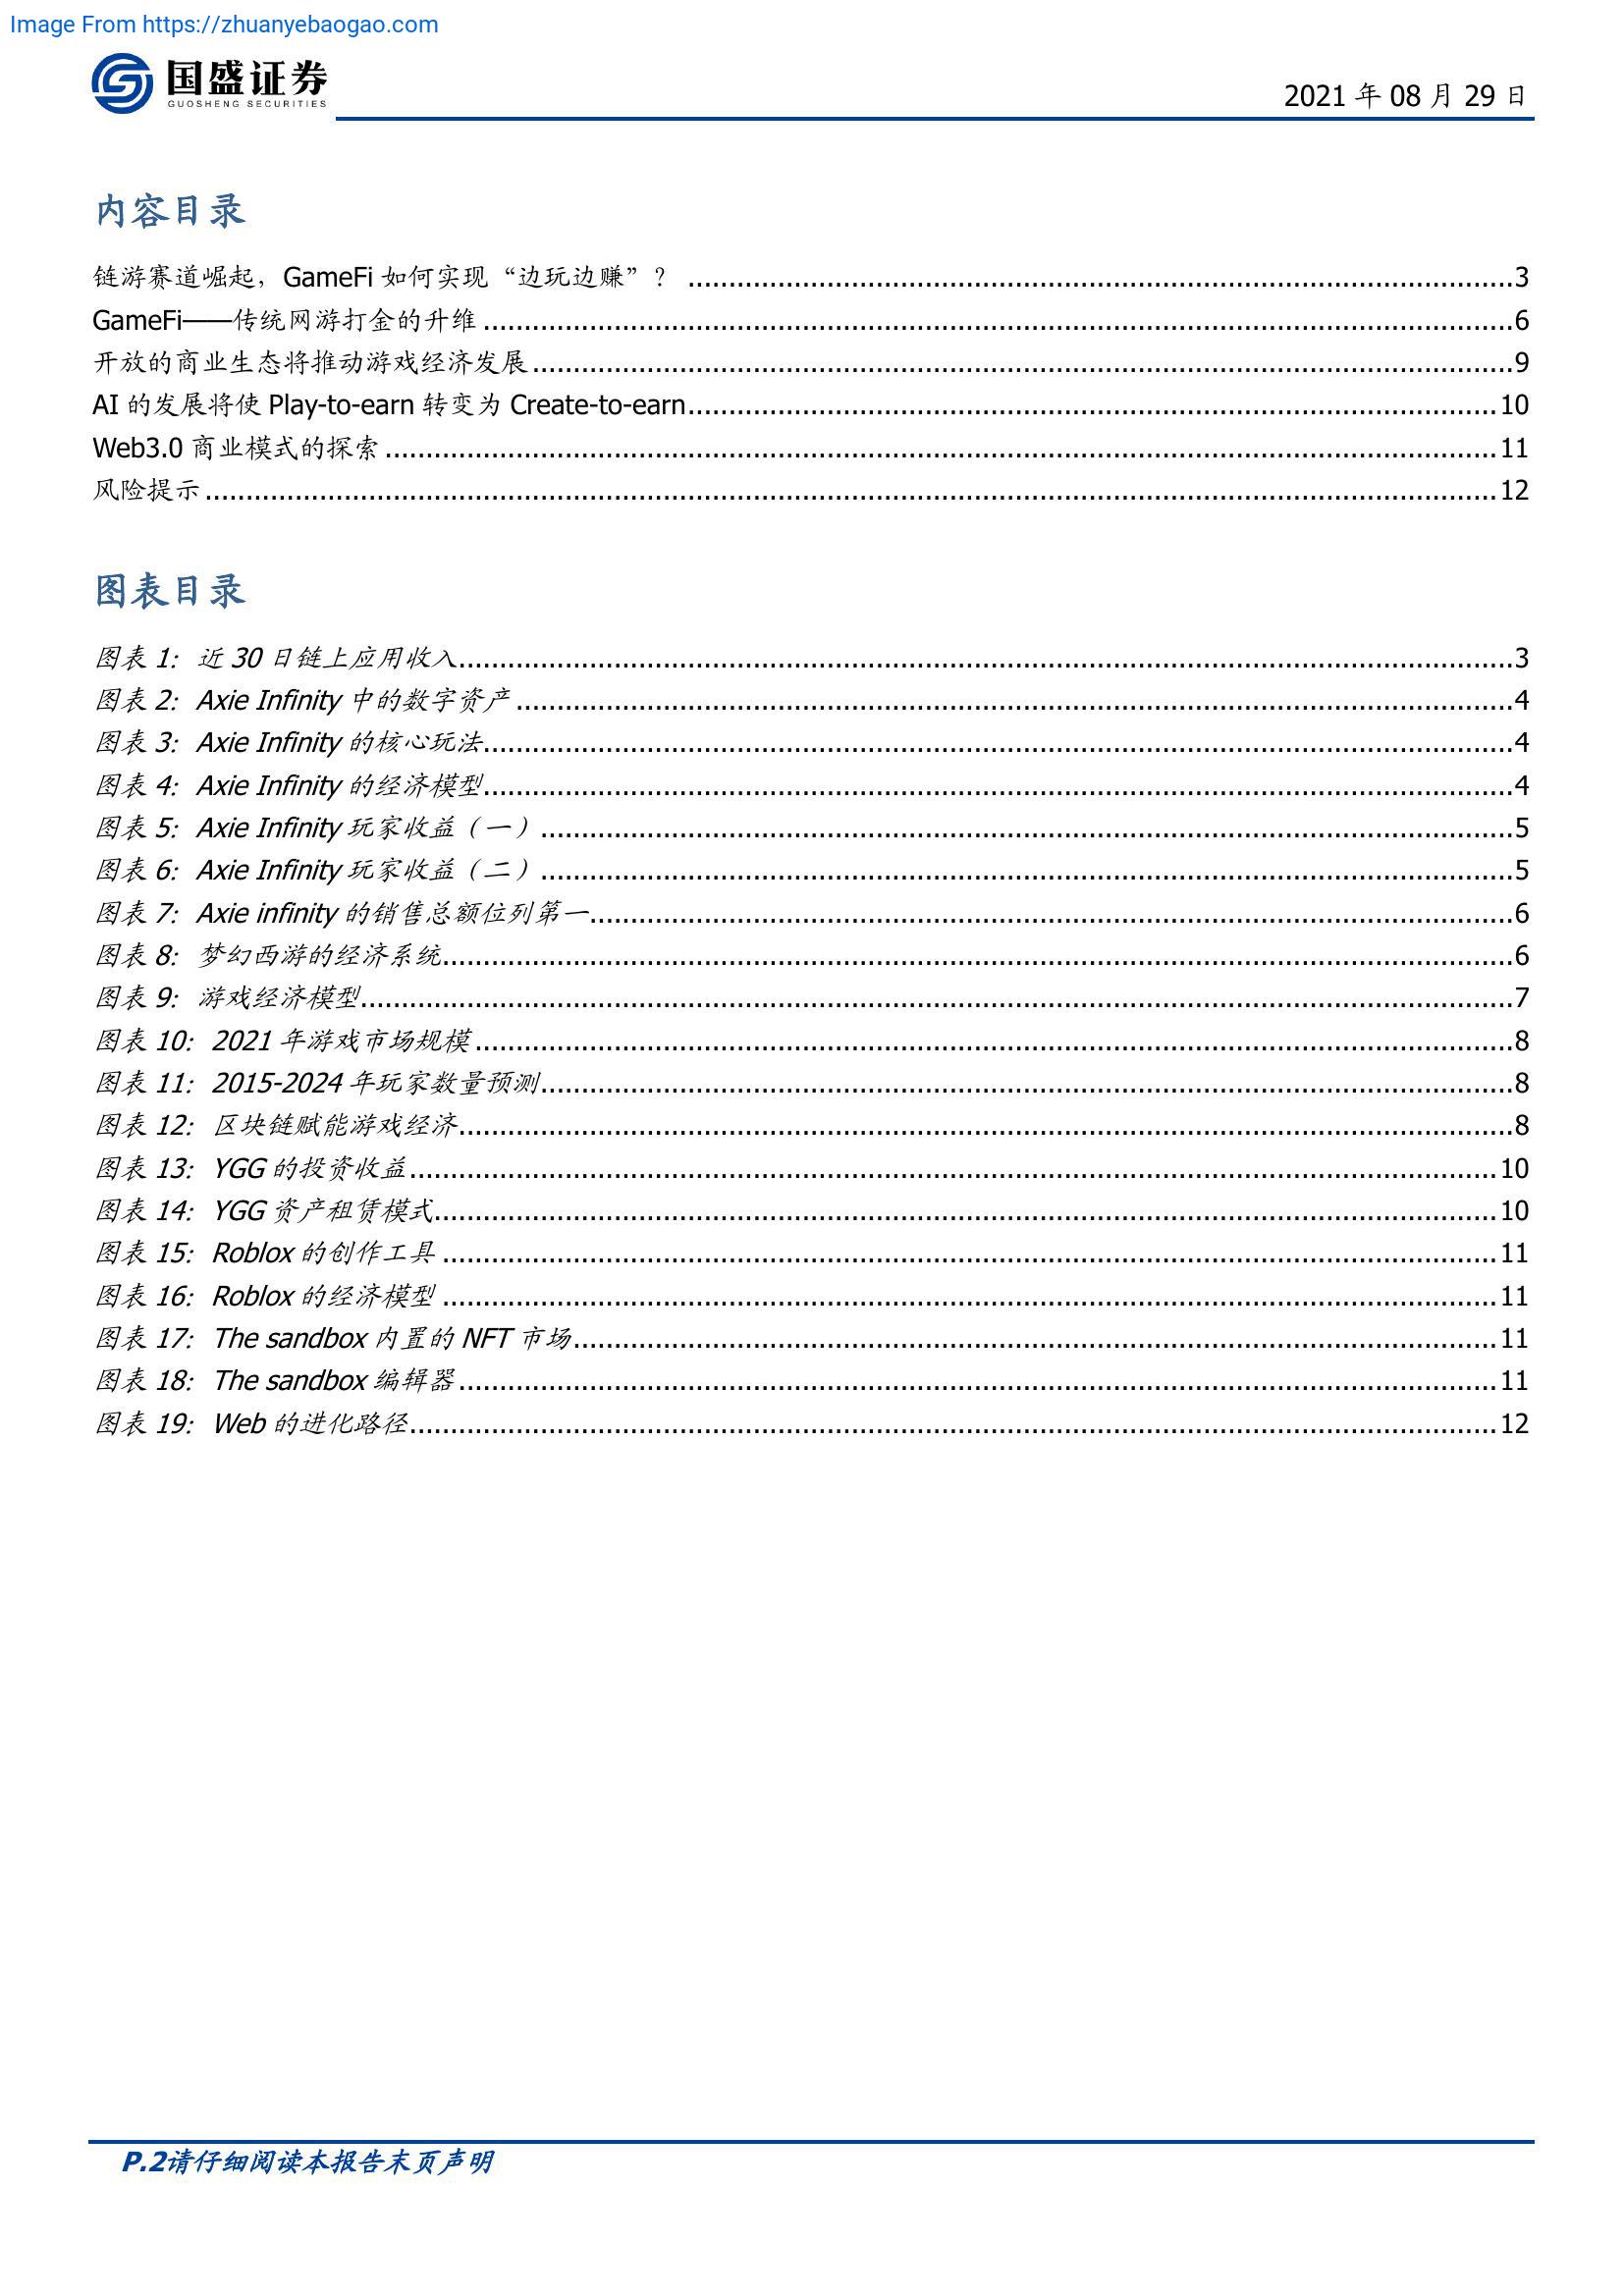 Image From https://zhuanyebaogao.com
国盛证券
GUOSHENG SECURITIES
2021 年 08 月 29 日
内容目录
链游赛道崛起，GameFi 如何实现“边玩边赚”？ ........................................3
GameFi——传统网游打金的升维 ........................................6
开放的商业生态将推动游戏经济发展 ........................................9
AI 的发展将使 Play-to-earn 转变为 Create-to-earn ........................................10
Web3.0 商业模式的探索 ........................................11
风险提示 ........................................12
图表目录
图表 1: 近 30 日链上应用收入 ........................................3
图表 2: Axie Infinity 中的数字资产 ........................................4
图表 3: Axie Infinity 的核心玩法 ........................................4
图表 4: Axie Infinity 的经济模型 ........................................4
图表 5: Axie Infinity 玩家收益（一） ........................................5
图表 6: Axie Infinity 玩家收益（二） ........................................5
图表 7: Axie infinity 的销售总额位列第一 ........................................6
图表 8: 梦幻西游的经济系统 ........................................6
图表 9: 游戏经济模型 ........................................7
图表 10: 2021 年游戏市场规模 ........................................8
图表 11: 2015-2024 年玩家数量预测 ........................................8
图表 12: 区块链赋能游戏经济 ........................................8
图表 13: YGG 的投资收益 ........................................10
图表 14: YGG 资产租赁模式 ........................................10
图表 15: Roblox 的创作工具 ........................................11
图表 16: Roblox 的经济模型 ........................................11
图表 17: The sandbox 内置的 NFT 市场 ........................................11
图表 18: The sandbox 编辑器 ........................................11
图表 19: Web 的进化路径 ........................................12
P.2请仔细阅读本报告末页声明